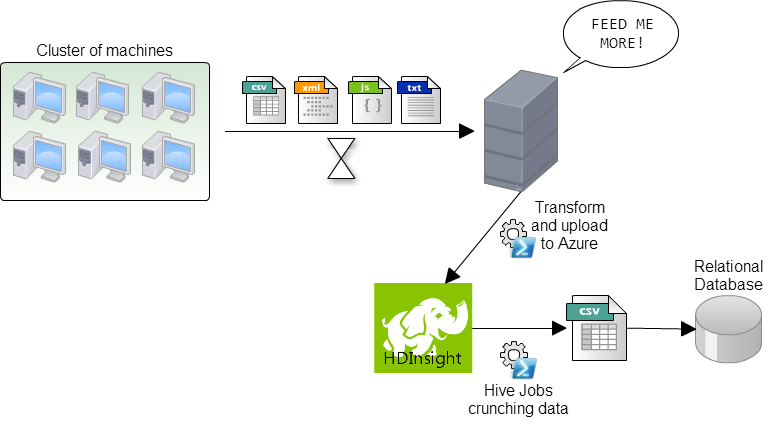 Cluster of machines
FEED ME
MORE!
csv
xml
js
{ }
txt
Transform
and upload
to Azure
Relational
Database
HDInsight
csv
Hive Jobs
crunching data